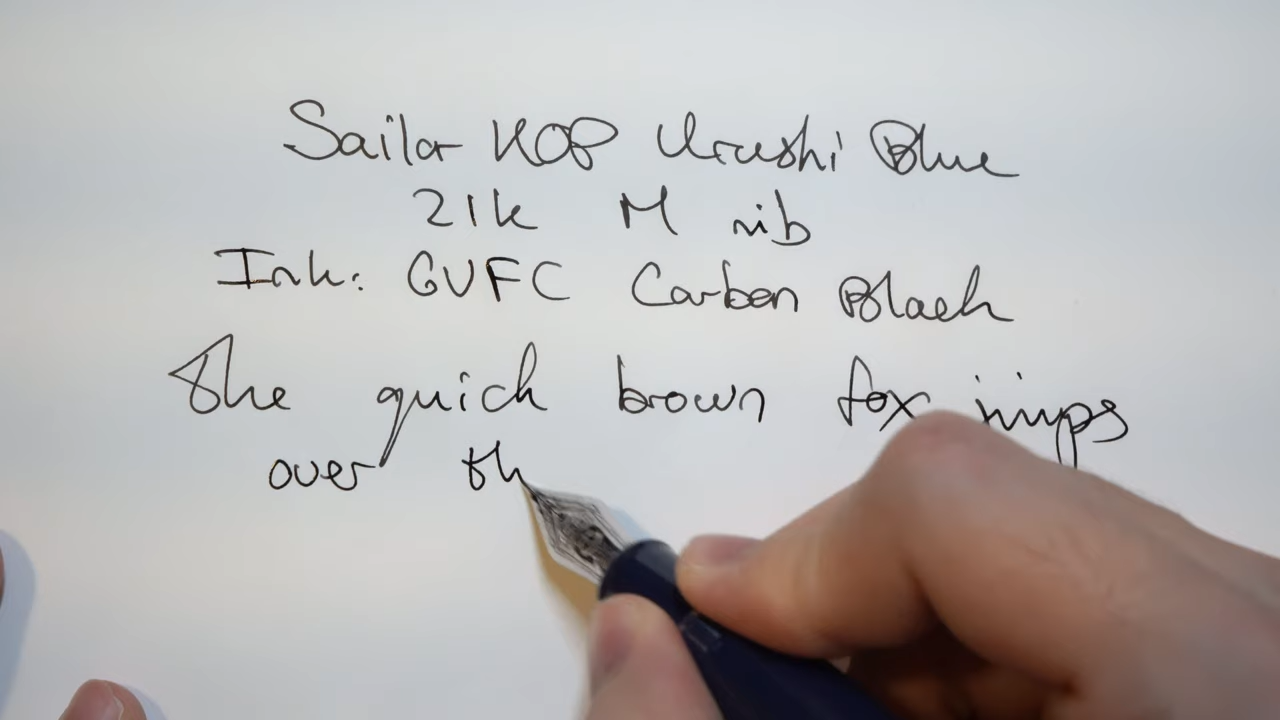 Sailor KOP Urushi Blue
21k M nib
Ink: GVFC Carbon Black
The quick brown fox jumps
over th